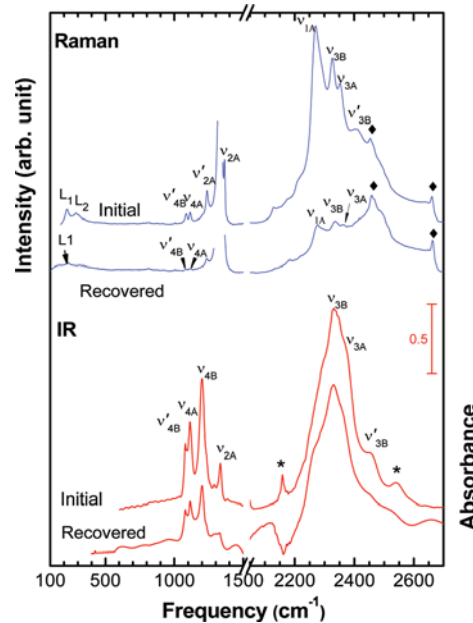 Raman
ν1A
ν3B
ν3A
ν'3B
ν2A
ν'2A
ν'4B
ν4A
L1 L2
Initial
ν1A
ν3B
ν3A
L1
ν'4B
ν4A
Recovered
IR
ν3B
ν3A
0.5
ν4B
ν4A
ν'4B
ν2A
ν'3B
*
*
Initial
Recovered
100 500 1000 1500 2200 2400 2600
Frequency (cm-1)
Intensity (arb. unit)
Absorbance